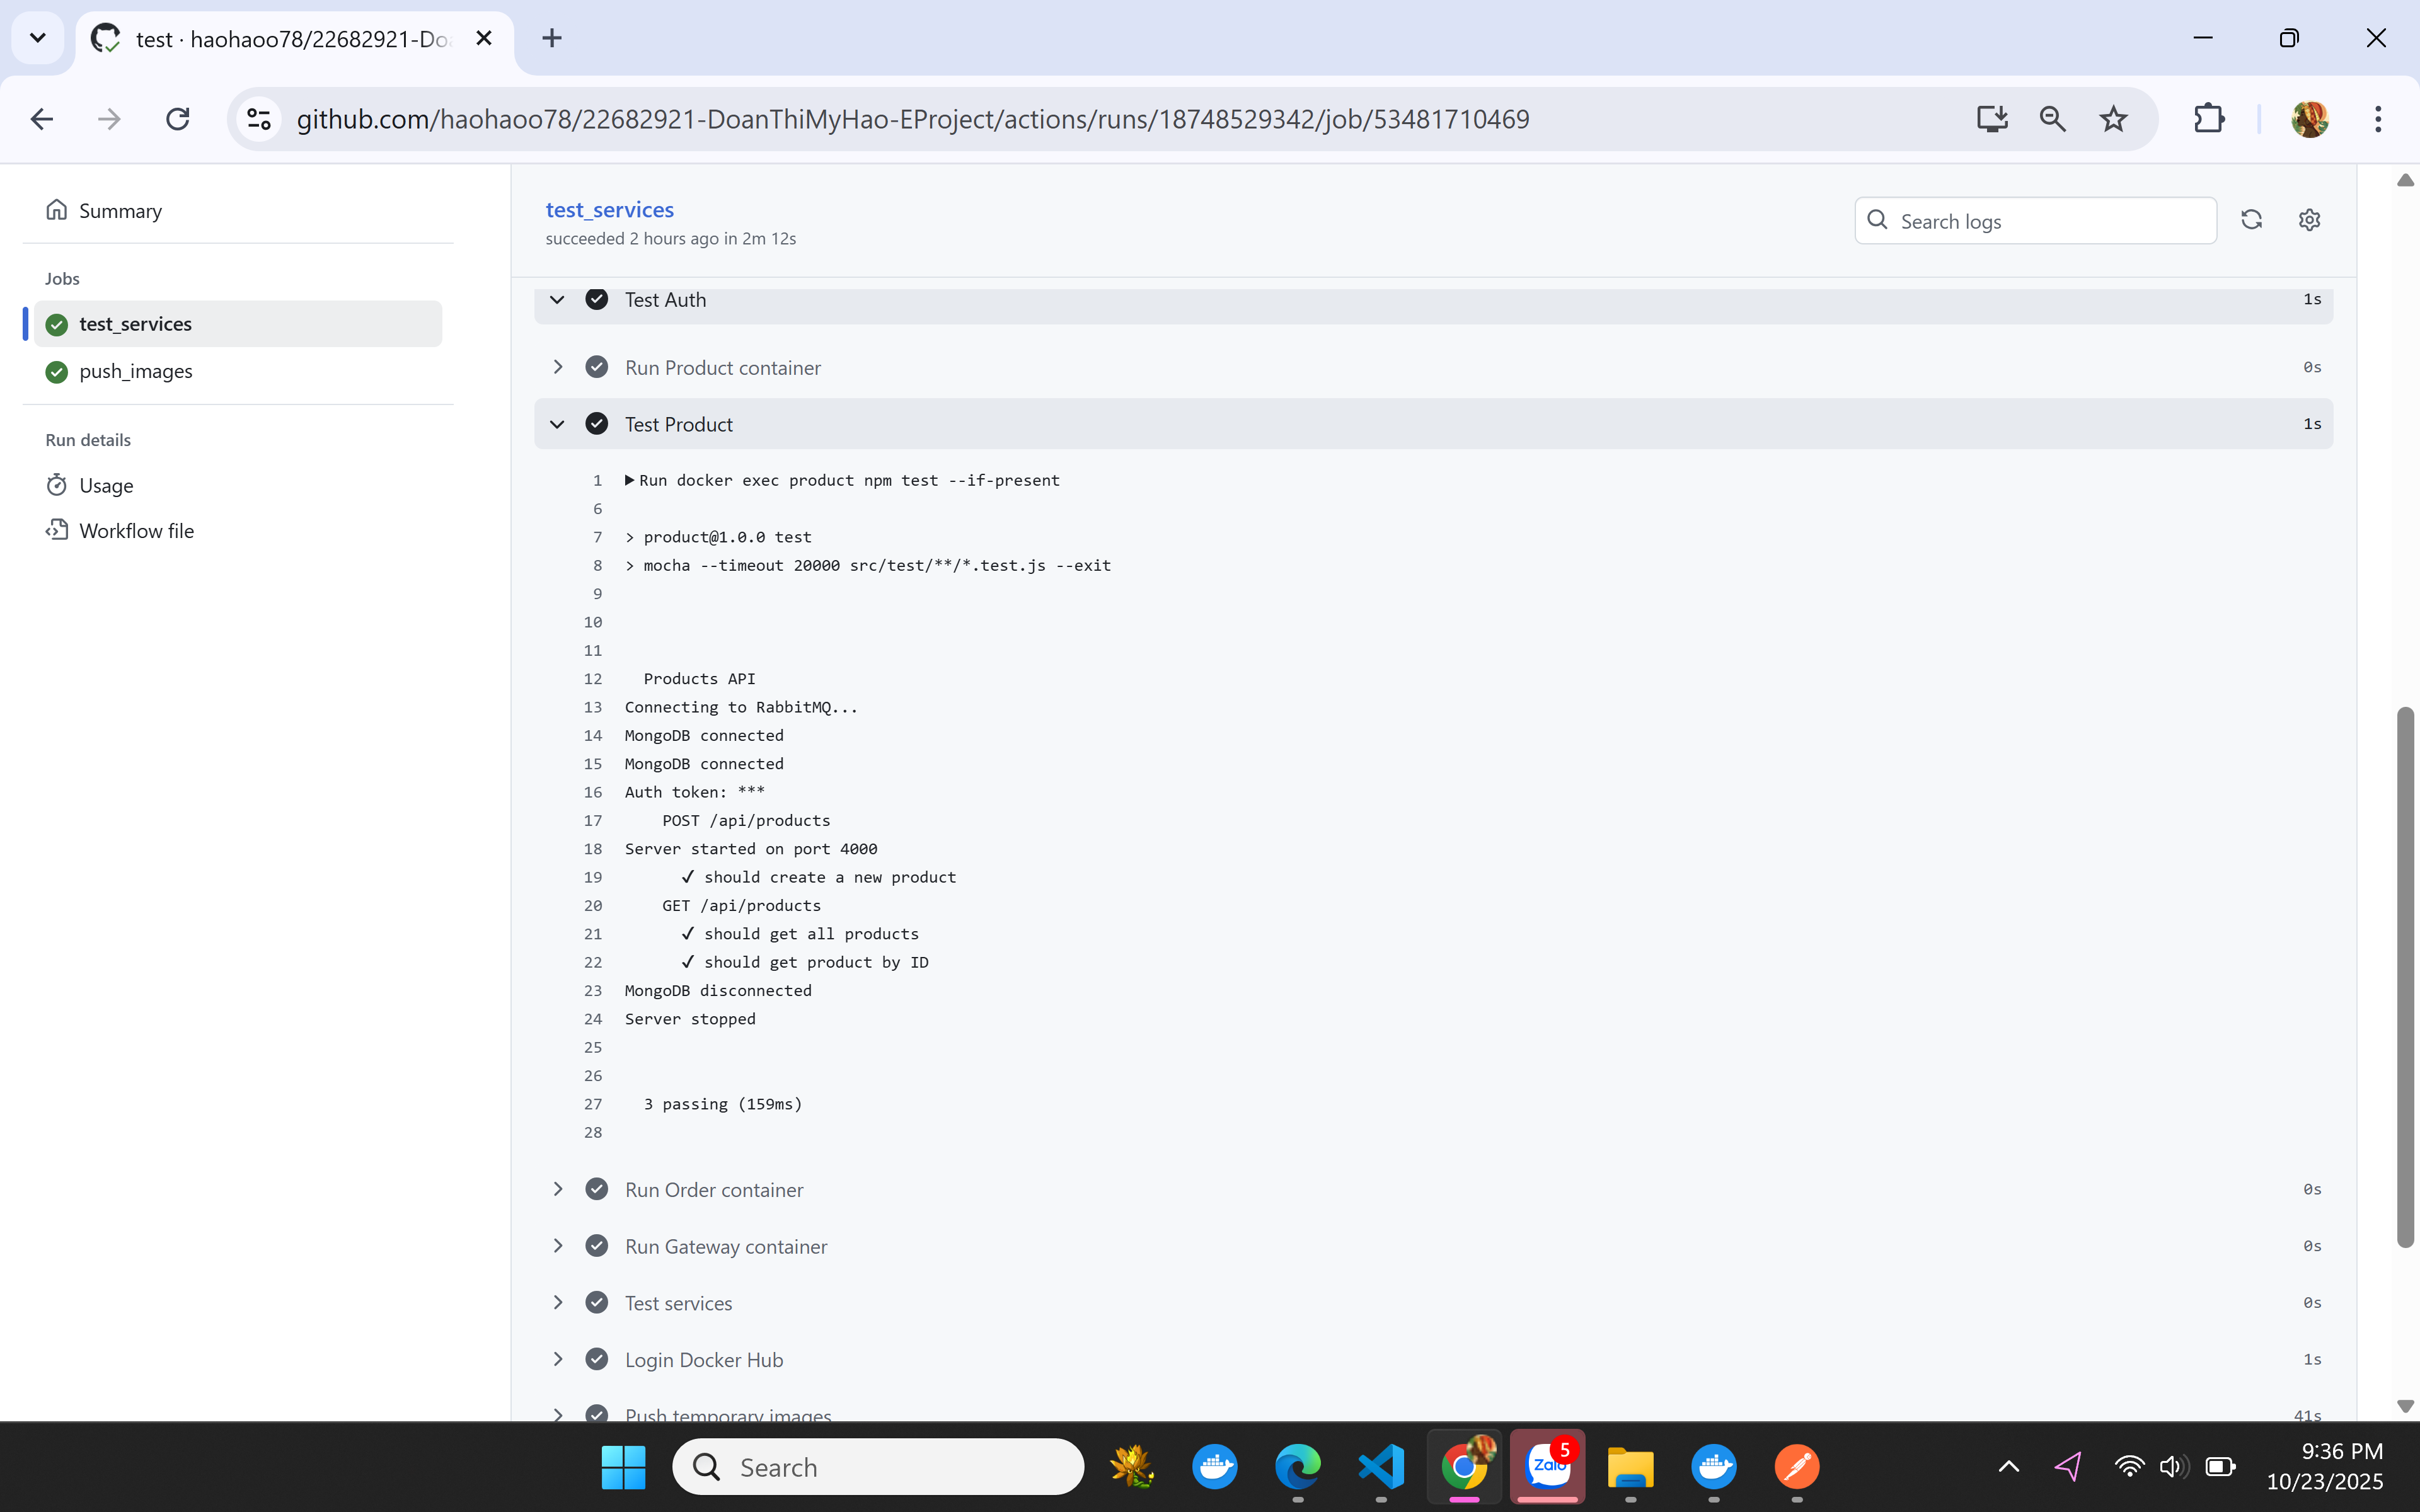 test · haohaoo78/22682921-Do
github.com/haohaoo78/22682921-DoanThiMyHao-EProject/actions/runs/18748529342/job/53481710469
Summary
Jobs
test_services
push_images
Run details
Usage
Workflow file
test_services
succeeded 2 hours ago in 2m 12s
Search logs
Test Auth 1s
Run Product container 0s
Test Product 1s
1 Run docker exec product npm test --if-present
6
7 > product@1.0.0 test
8 > mocha --timeout 20000 src/test/**/*.test.js --exit
9
10
11
12 Products API
13 Connecting to RabbitMQ...
14 MongoDB connected
15 MongoDB connected
16 Auth token: ***
17 POST /api/products
18 Server started on port 4000
19 ✓ should create a new product
20 GET /api/products
21 ✓ should get all products
22 ✓ should get product by ID
23 MongoDB disconnected
24 Server stopped
25
26
27 3 passing (159ms)
28
Run Order container 0s
Run Gateway container 0s
Test services 0s
Login Docker Hub 1s
Push temporary images 41s
Search
Zalo
5
9:36 PM
10/23/2025